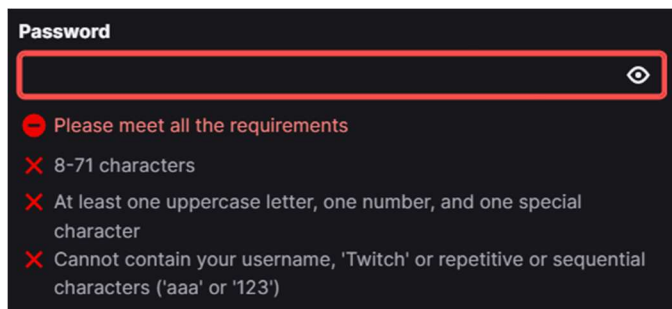 Password
Please meet all the requirements
8-71 characters
At least one uppercase letter, one number, and one special
character
Cannot contain your username, 'Twitch' or repetitive or sequential
characters ('aaa' or '123')